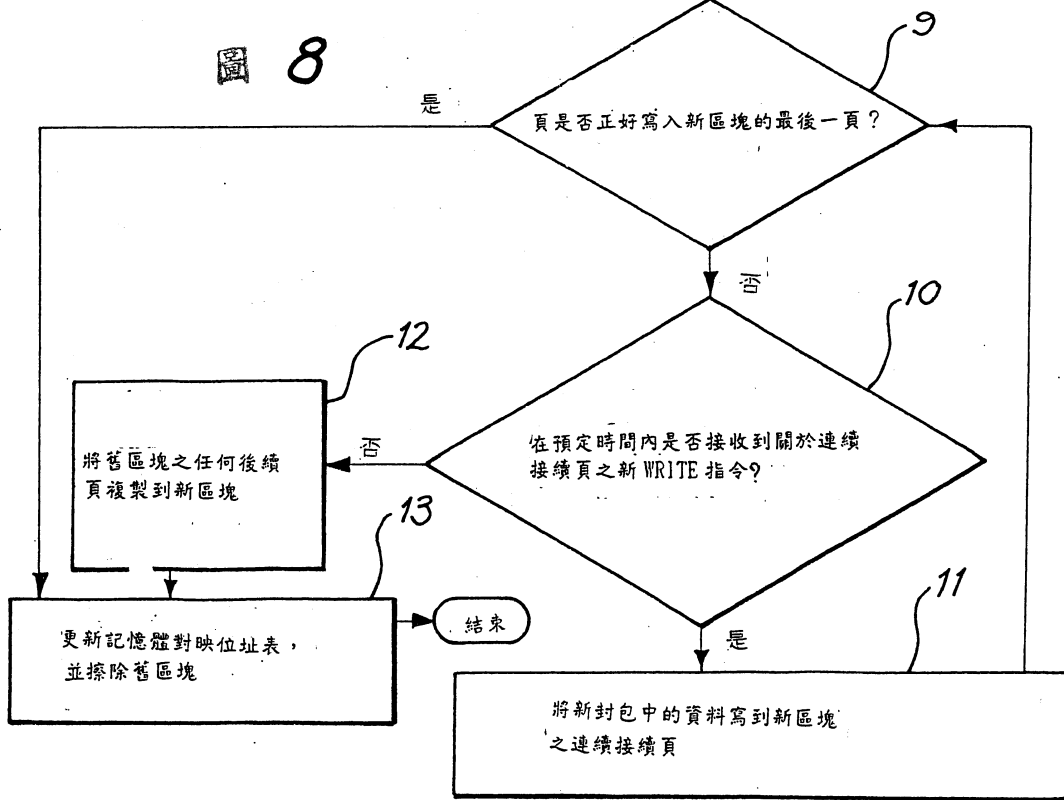 圖 8
9
是
頁是否正好寫入新區塊的最後一頁？
否
10
12
在預定時間內是否接收到關於連續
接續頁之新WRITE指令？
否
將舊區塊之任何後續
頁複製到新區塊
13
11
是
更新記憶體對映位址表，
並擦除舊區塊
結束
將新封包中的資料寫到新區塊
之連續接續頁